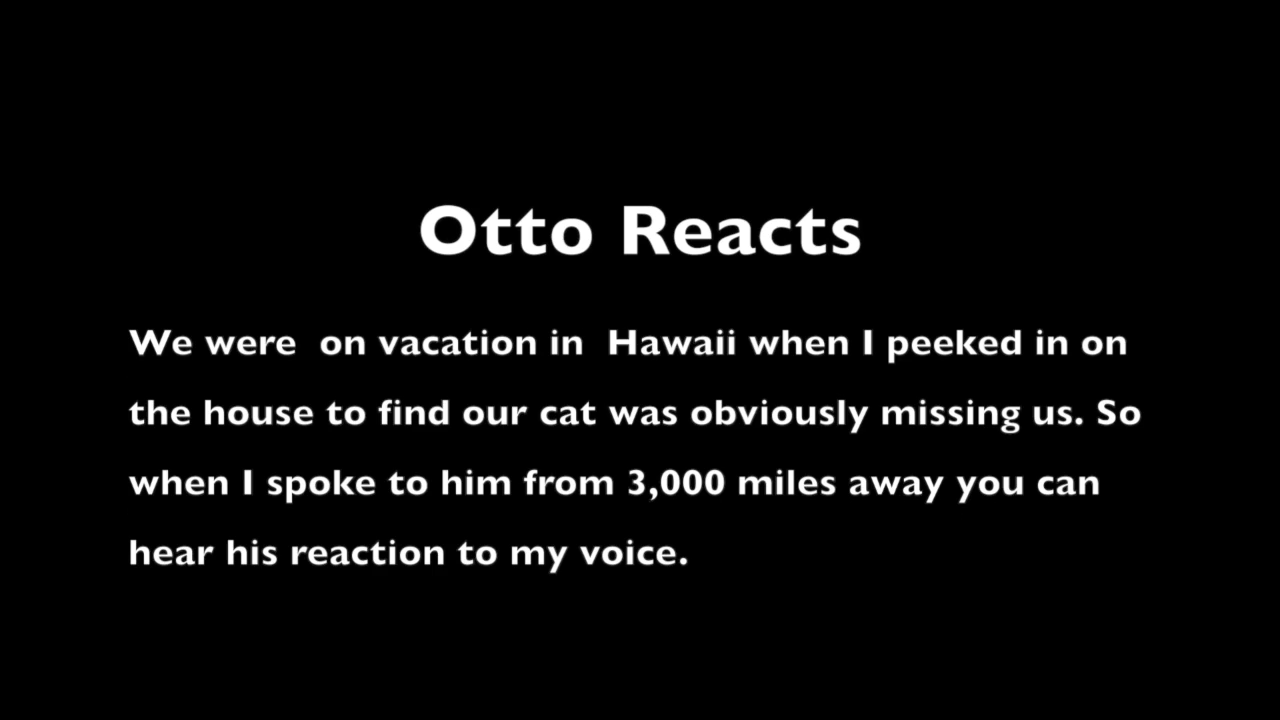 Otto Reacts
We were  on vacation in  Hawaii when I peeked in on
the house to find our cat was obviously missing us. So
when I spoke to him from 3,000 miles away you can
hear his reaction to my voice.